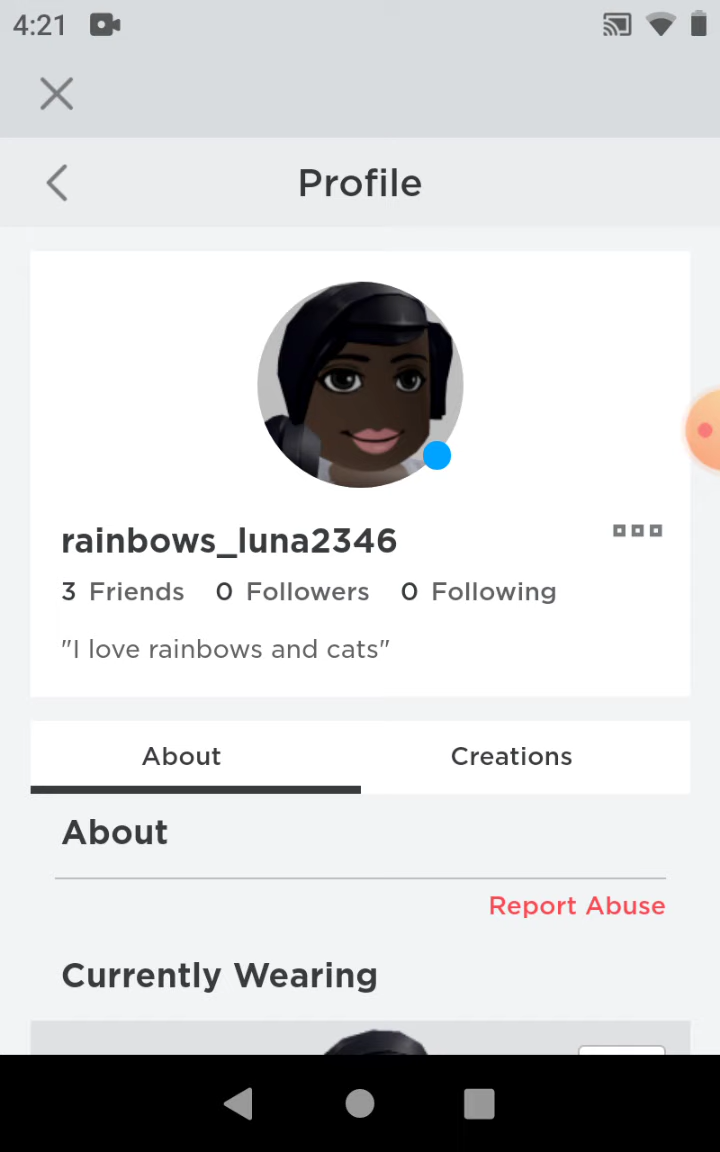 4:21
Profile
rainbows_luna2346
3 Friends 0 Followers 0 Following
"I love rainbows and cats"
About Creations
About
Report Abuse
Currently Wearing